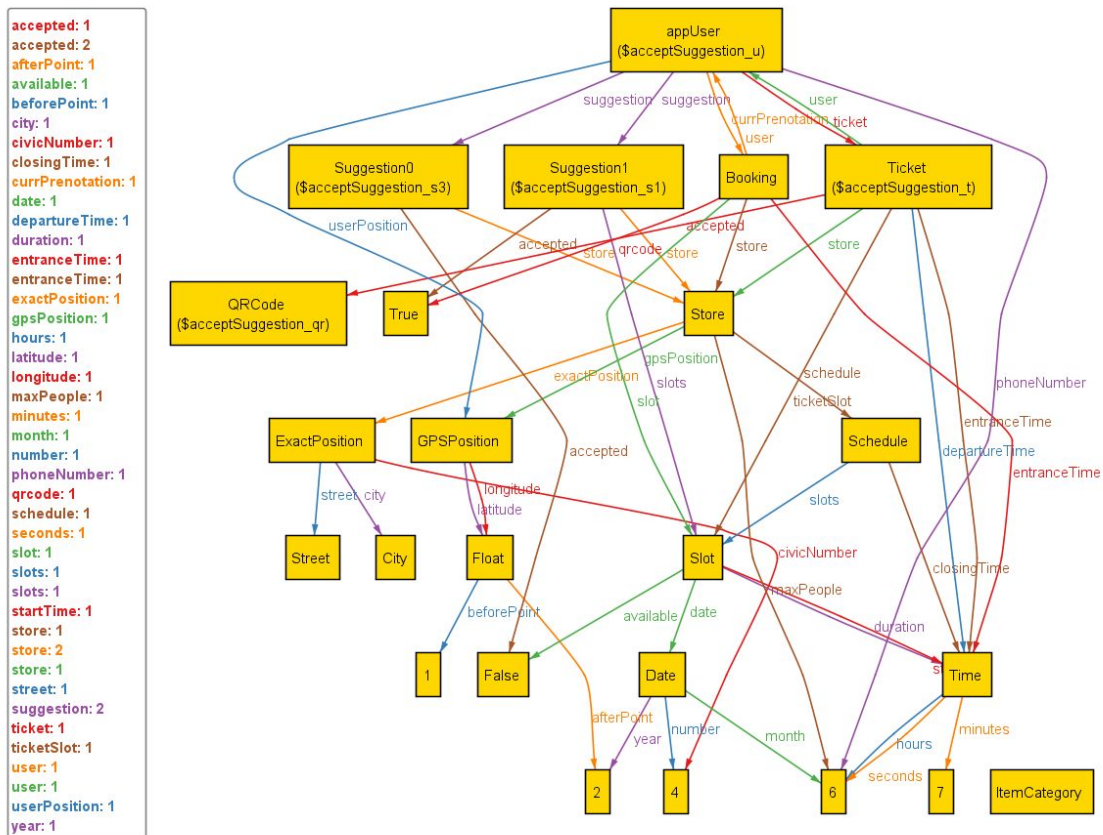 accepted: 1
accepted: 2
afterPoint: 1
available: 1
beforePoint: 1
city: 1
civicNumber: 1
closingTime: 1
currPrenotation: 1
date: 1
departureTime: 1
duration: 1
entranceTime: 1
entranceTime: 1
exactPosition: 1
gpsPosition: 1
hours: 1
latitude: 1
longitude: 1
maxPeople: 1
minutes: 1
month: 1
number: 1
phoneNumber: 1
qrcode: 1
schedule: 1
seconds: 1
slot: 1
slots: 1
slots: 1
startTime: 1
store: 1
store: 2
store: 1
street: 1
suggestion: 2
ticket: 1
ticketSlot: 1
user: 1
user: 1
userPosition: 1
year: 1
appUser
($acceptSuggestion_u)
suggestion
suggestion
user
currPrenotation
ticket
user
Suggestion0
($acceptSuggestion_s3)
Suggestion1
($acceptSuggestion_s1)
Booking
Ticket
($acceptSuggestion_t)
userPosition
accepted
store
qrcode
store
accepted
store
store
QRCode
($acceptSuggestion_qr)
True
Store
exactPosition
gpsPosition
slots
slot
schedule
ticketSlot
phoneNumber
ExactPosition
GPSPosition
Schedule
accepted
entranceTime
departureTime
entranceTime
street
city
longitude
latitude
slots
Street
City
Float
Slot
civicNumber
closingTime
beforePoint
available
date
maxPeople
duration
1
False
Date
Time
afterPoint
year
number
month
hours
minutes
seconds
2
4
6
7
ItemCategory